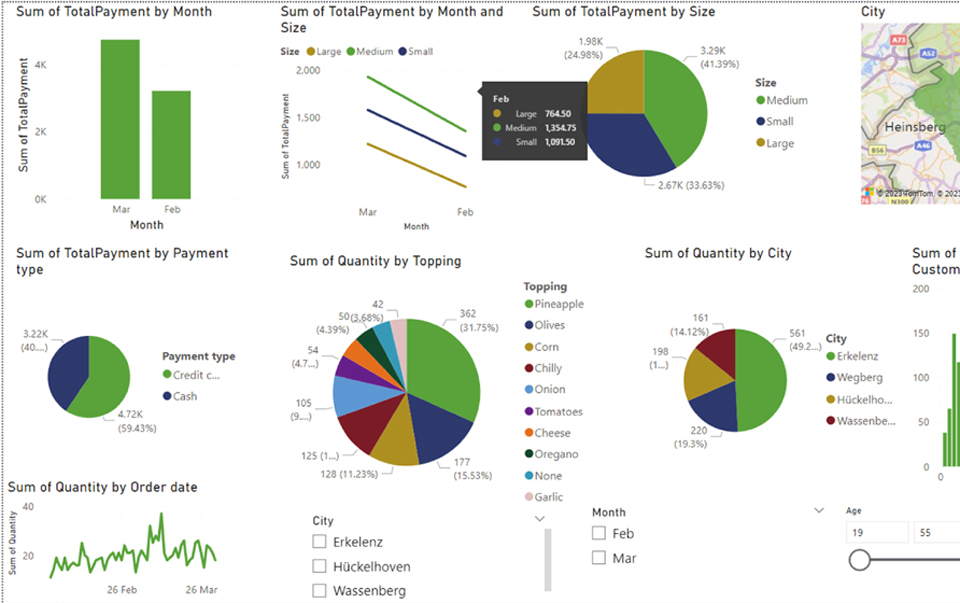 Sum of TotalPayment by Month
Sum of TotalPayment
4K
2K
0K
Mar
Feb
Month
Sum of TotalPayment by Month and
Size
Size
Large
Medium
Small
Sum of TotalPayment
2,000
1,500
1,000
Mar
Feb
Month
Feb
Large 764.50
Medium 1,354.75
Small 1,091.50
Sum of TotalPayment by Size
1.98K
(24.98%)
3.29K
(41.39%)
2.67K (33.63%)
Size
Medium
Small
Large
City
A73
A52
Heinsberg
B56
A46
© 2023 TomTom, © 2023
N300
Sum of TotalPayment by Payment
type
3.22K
(40....)
4.72K
(59.43%)
Payment type
Credit c...
Cash
Sum of Quantity by Topping
362
(31.75%)
177
(15.53%)
128 (11.23%)
125 (1...)
105
(9....)
54
(4.7...)
50
(4.39%)
42
(3.68%)
Topping
Pineapple
Olives
Corn
Chilly
Onion
Tomatoes
Cheese
Oregano
None
Garlic
Sum of Quantity by City
161
(14.12%)
198
(1...)
220
(19.3%)
561
(49.2...)
City
Erkelenz
Wegberg
Hückelho...
Wassenbe...
Sum of
Custom
200
150
100
50
0
0
Sum of Quantity by Order date
Sum of Quantity
40
20
26 Feb
26 Mar
City
Erkelenz
Hückelhoven
Wassenberg
Month
Feb
Mar
Age
19
55